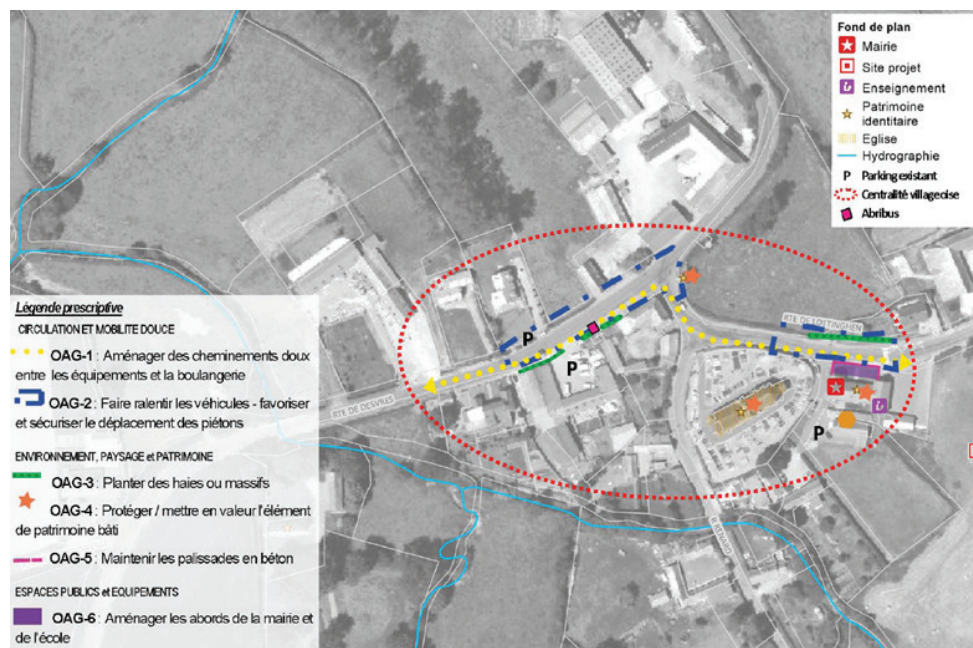 Fond de plan
Mairie
Site projet
Enseignement
Patrimoine
identitaire
Eglise
Hydrographie
P Parking existant
Centralité villageoise
Abribus
RTE DE LOTTINGHEN
P
P
RTE DE DESVRES
P
Légende prescriptive
CIRCULATION ET MOBILITE DOUCE
OAG-1 : Aménager des cheminements doux
entre les équipements et la boulangerie
OAG-2 : Faire ralentir les véhicules - favoriser
et sécuriser le déplacement des piétons
ENVIRONNEMENT, PAYSAGE et PATRIMOINE
OAG-3 : Planter des haies ou massifs
OAG-4 : Protéger / mettre en valeur l'élément
de patrimoine bâti
OAG-5 : Maintenir les palissades en béton
ESPACES PUBLICS et EQUIPEMENTS
OAG-6 : Aménager les abords de la mairie et
de l'école